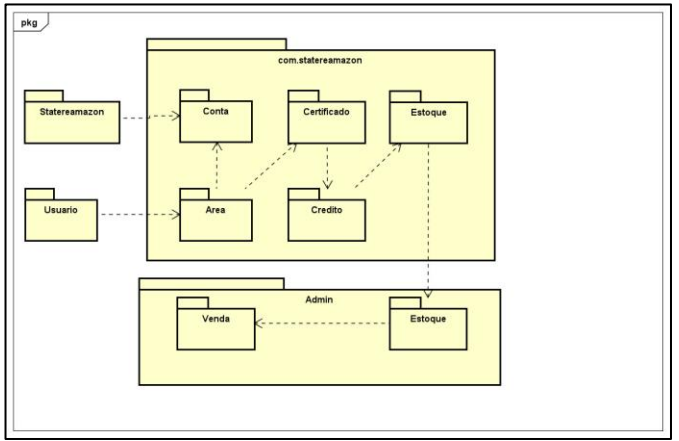 pkg
com.statereamazon
Statereamazon
Conta
Certificado
Estoque
Usuario
Area
Credito
Admin
Venda
Estoque